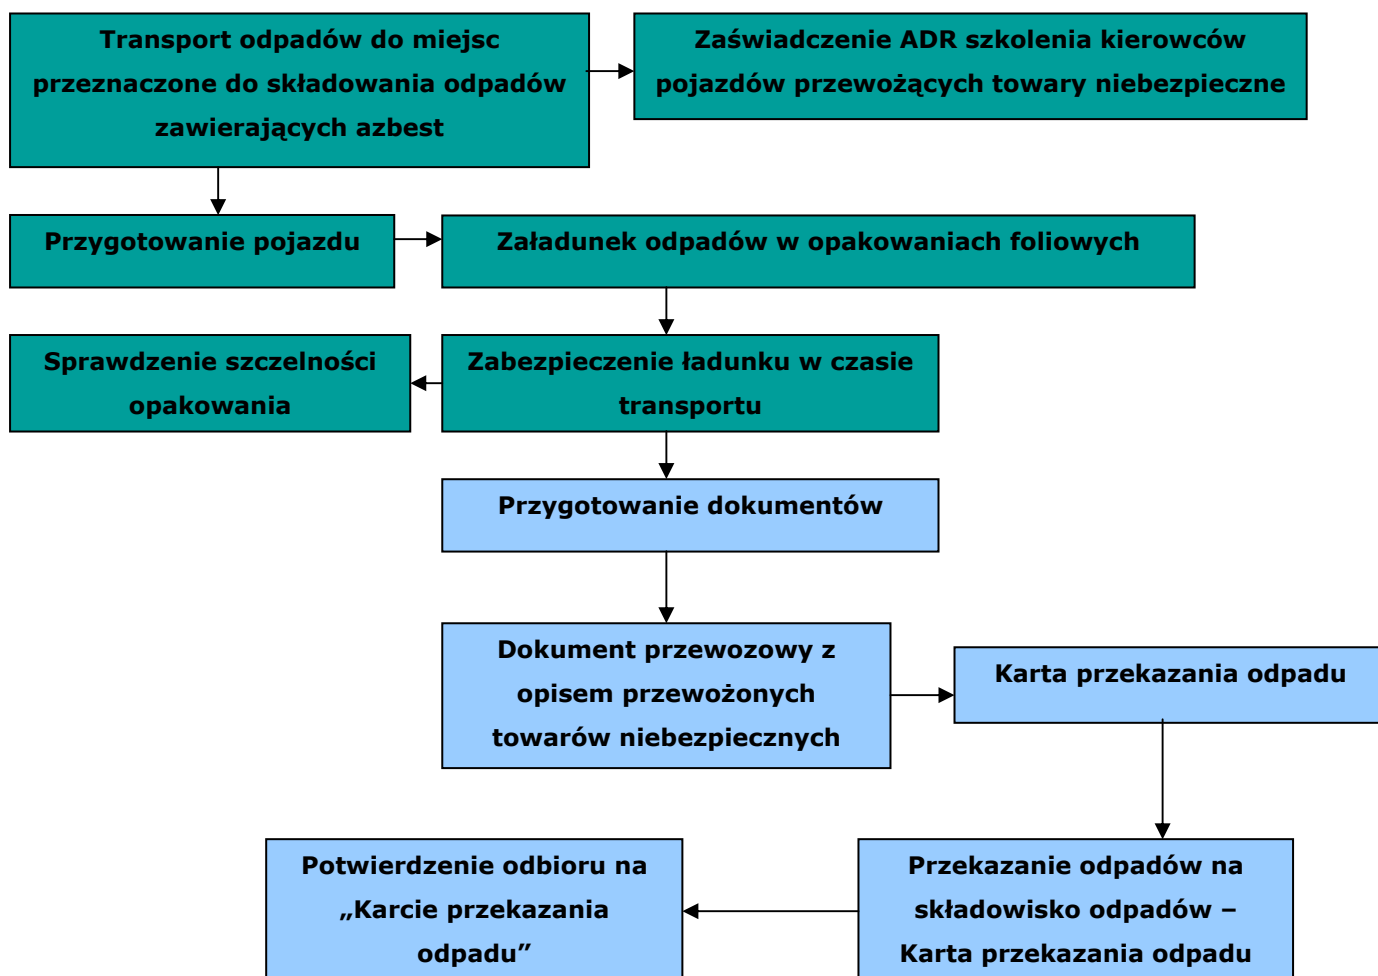 Transport odpadów do miejsc
przeznaczone do składowania odpadów
zawierających azbest
Zaświadczenie ADR szkolenia kierowców
pojazdów przewożących towary niebezpieczne
Przygotowanie pojazdu
Załadunek odpadów w opakowaniach foliowych
Sprawdzenie szczelności
opakowania
Zabezpieczenie ładunku w czasie
transportu
Przygotowanie dokumentów
Dokument przewozowy z
opisem przewożonych
towarów niebezpiecznych
Karta przekazania odpadu
Potwierdzenie odbioru na
„Karcie przekazania
odpadu”
Przekazanie odpadów na
składowisko odpadów –
Karta przekazania odpadu